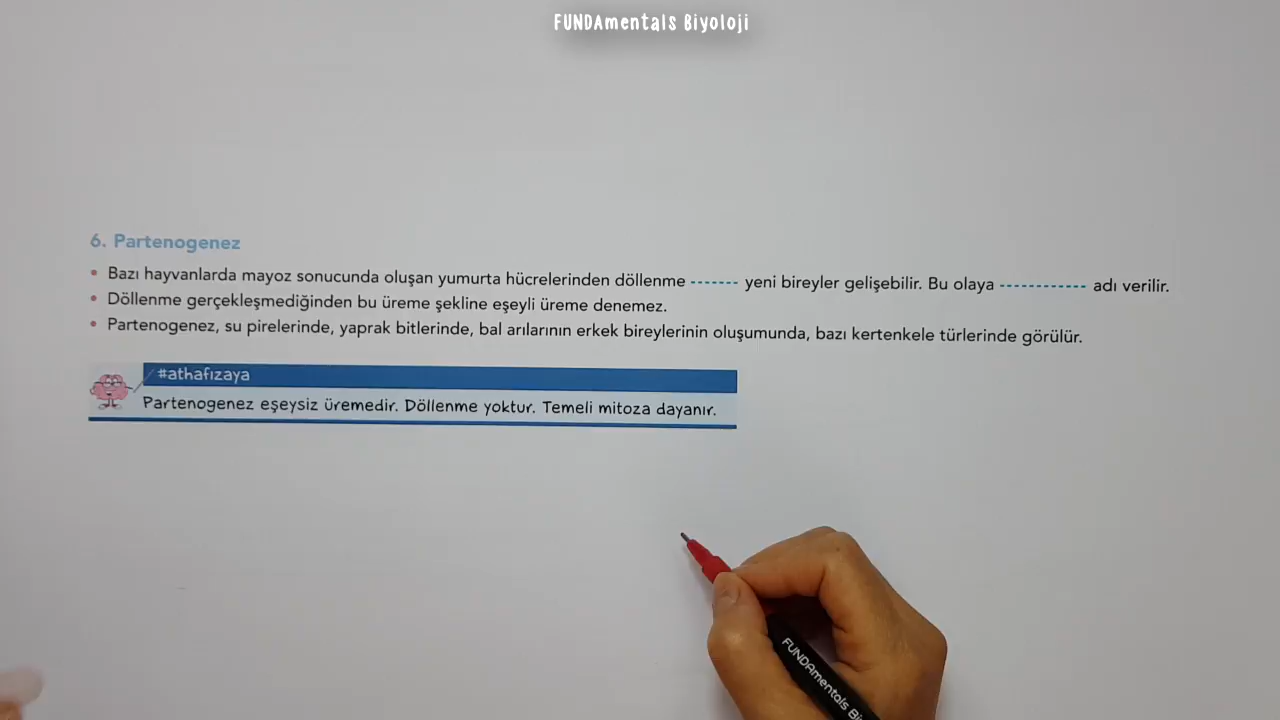 FUNDAmentals Biyoloji
6. Partenogenez
• Bazı hayvanlarda mayoz sonucunda oluşan yumurta hücrelerinden döllenme ------- yeni bireyler gelişebilir. Bu olaya ------------ adı verilir.
• Döllenme gerçekleşmediğinden bu üreme şekline eşeyli üreme denemez.
• Partenogenez, su pirelerinde, yaprak bitlerinde, bal arılarının erkek bireylerinin oluşumunda, bazı kertenkele türlerinde görülür.
#athafızaya
Partenogenez eşeysiz üremedir. Döllenme yoktur. Temeli mitoza dayanır.
FUNDAmentals Bi